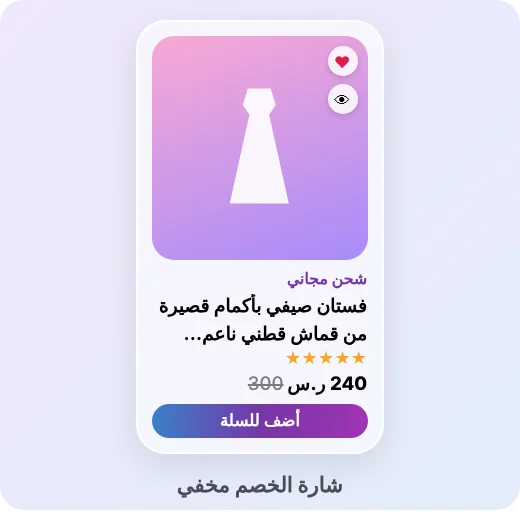 شحن مجاني
فستان صيفي بأكمام قصيرة
من قماش قطني ناعم...
★★★★★
240 ر.س 300
أضف للسلة
شارة الخصم مخفي